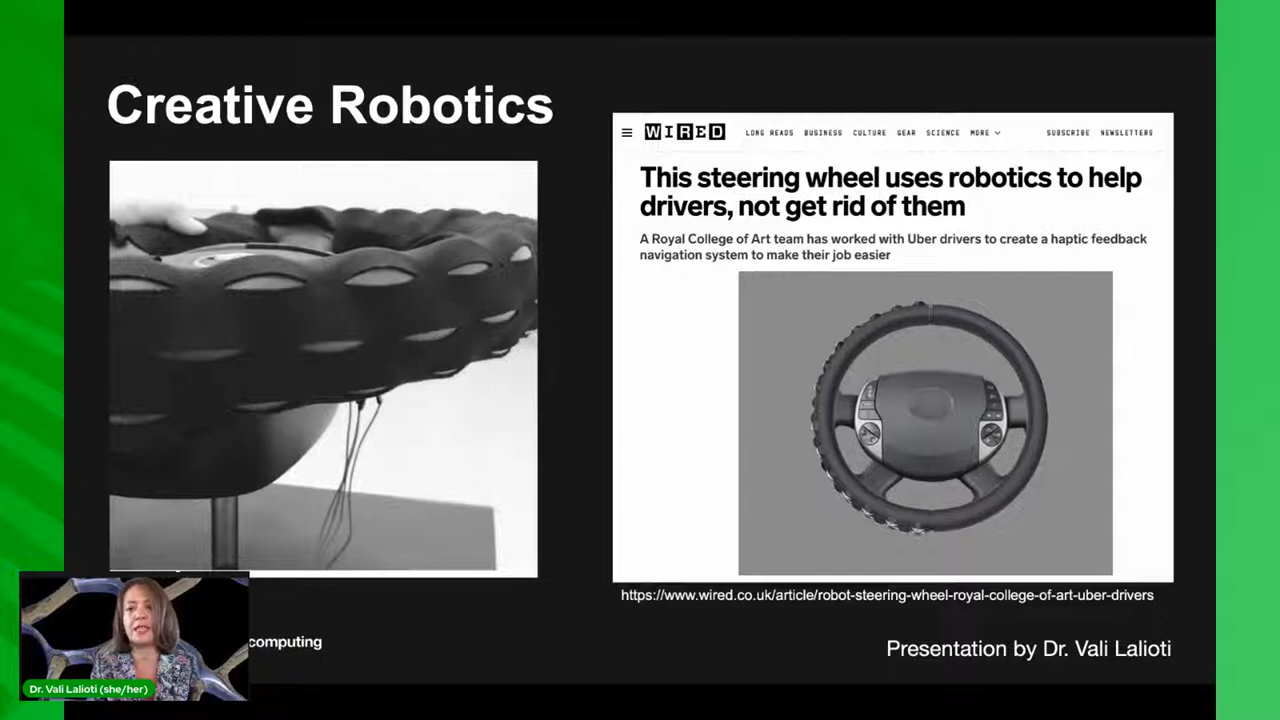 Creative Robotics
WIRED LONG READS BUSINESS CULTURE GEAR SCIENCE MORE SUBSCRIBE NEWSLETTERS
This steering wheel uses robotics to help
drivers, not get rid of them
A Royal College of Art team has worked with Uber drivers to create a haptic feedback
navigation system to make their job easier
https://www.wired.co.uk/article/robot-steering-wheel-royal-college-of-art-uber-drivers
computing
Presentation by Dr. Vali Lalioti
Dr. Vali Lalioti (she/her)